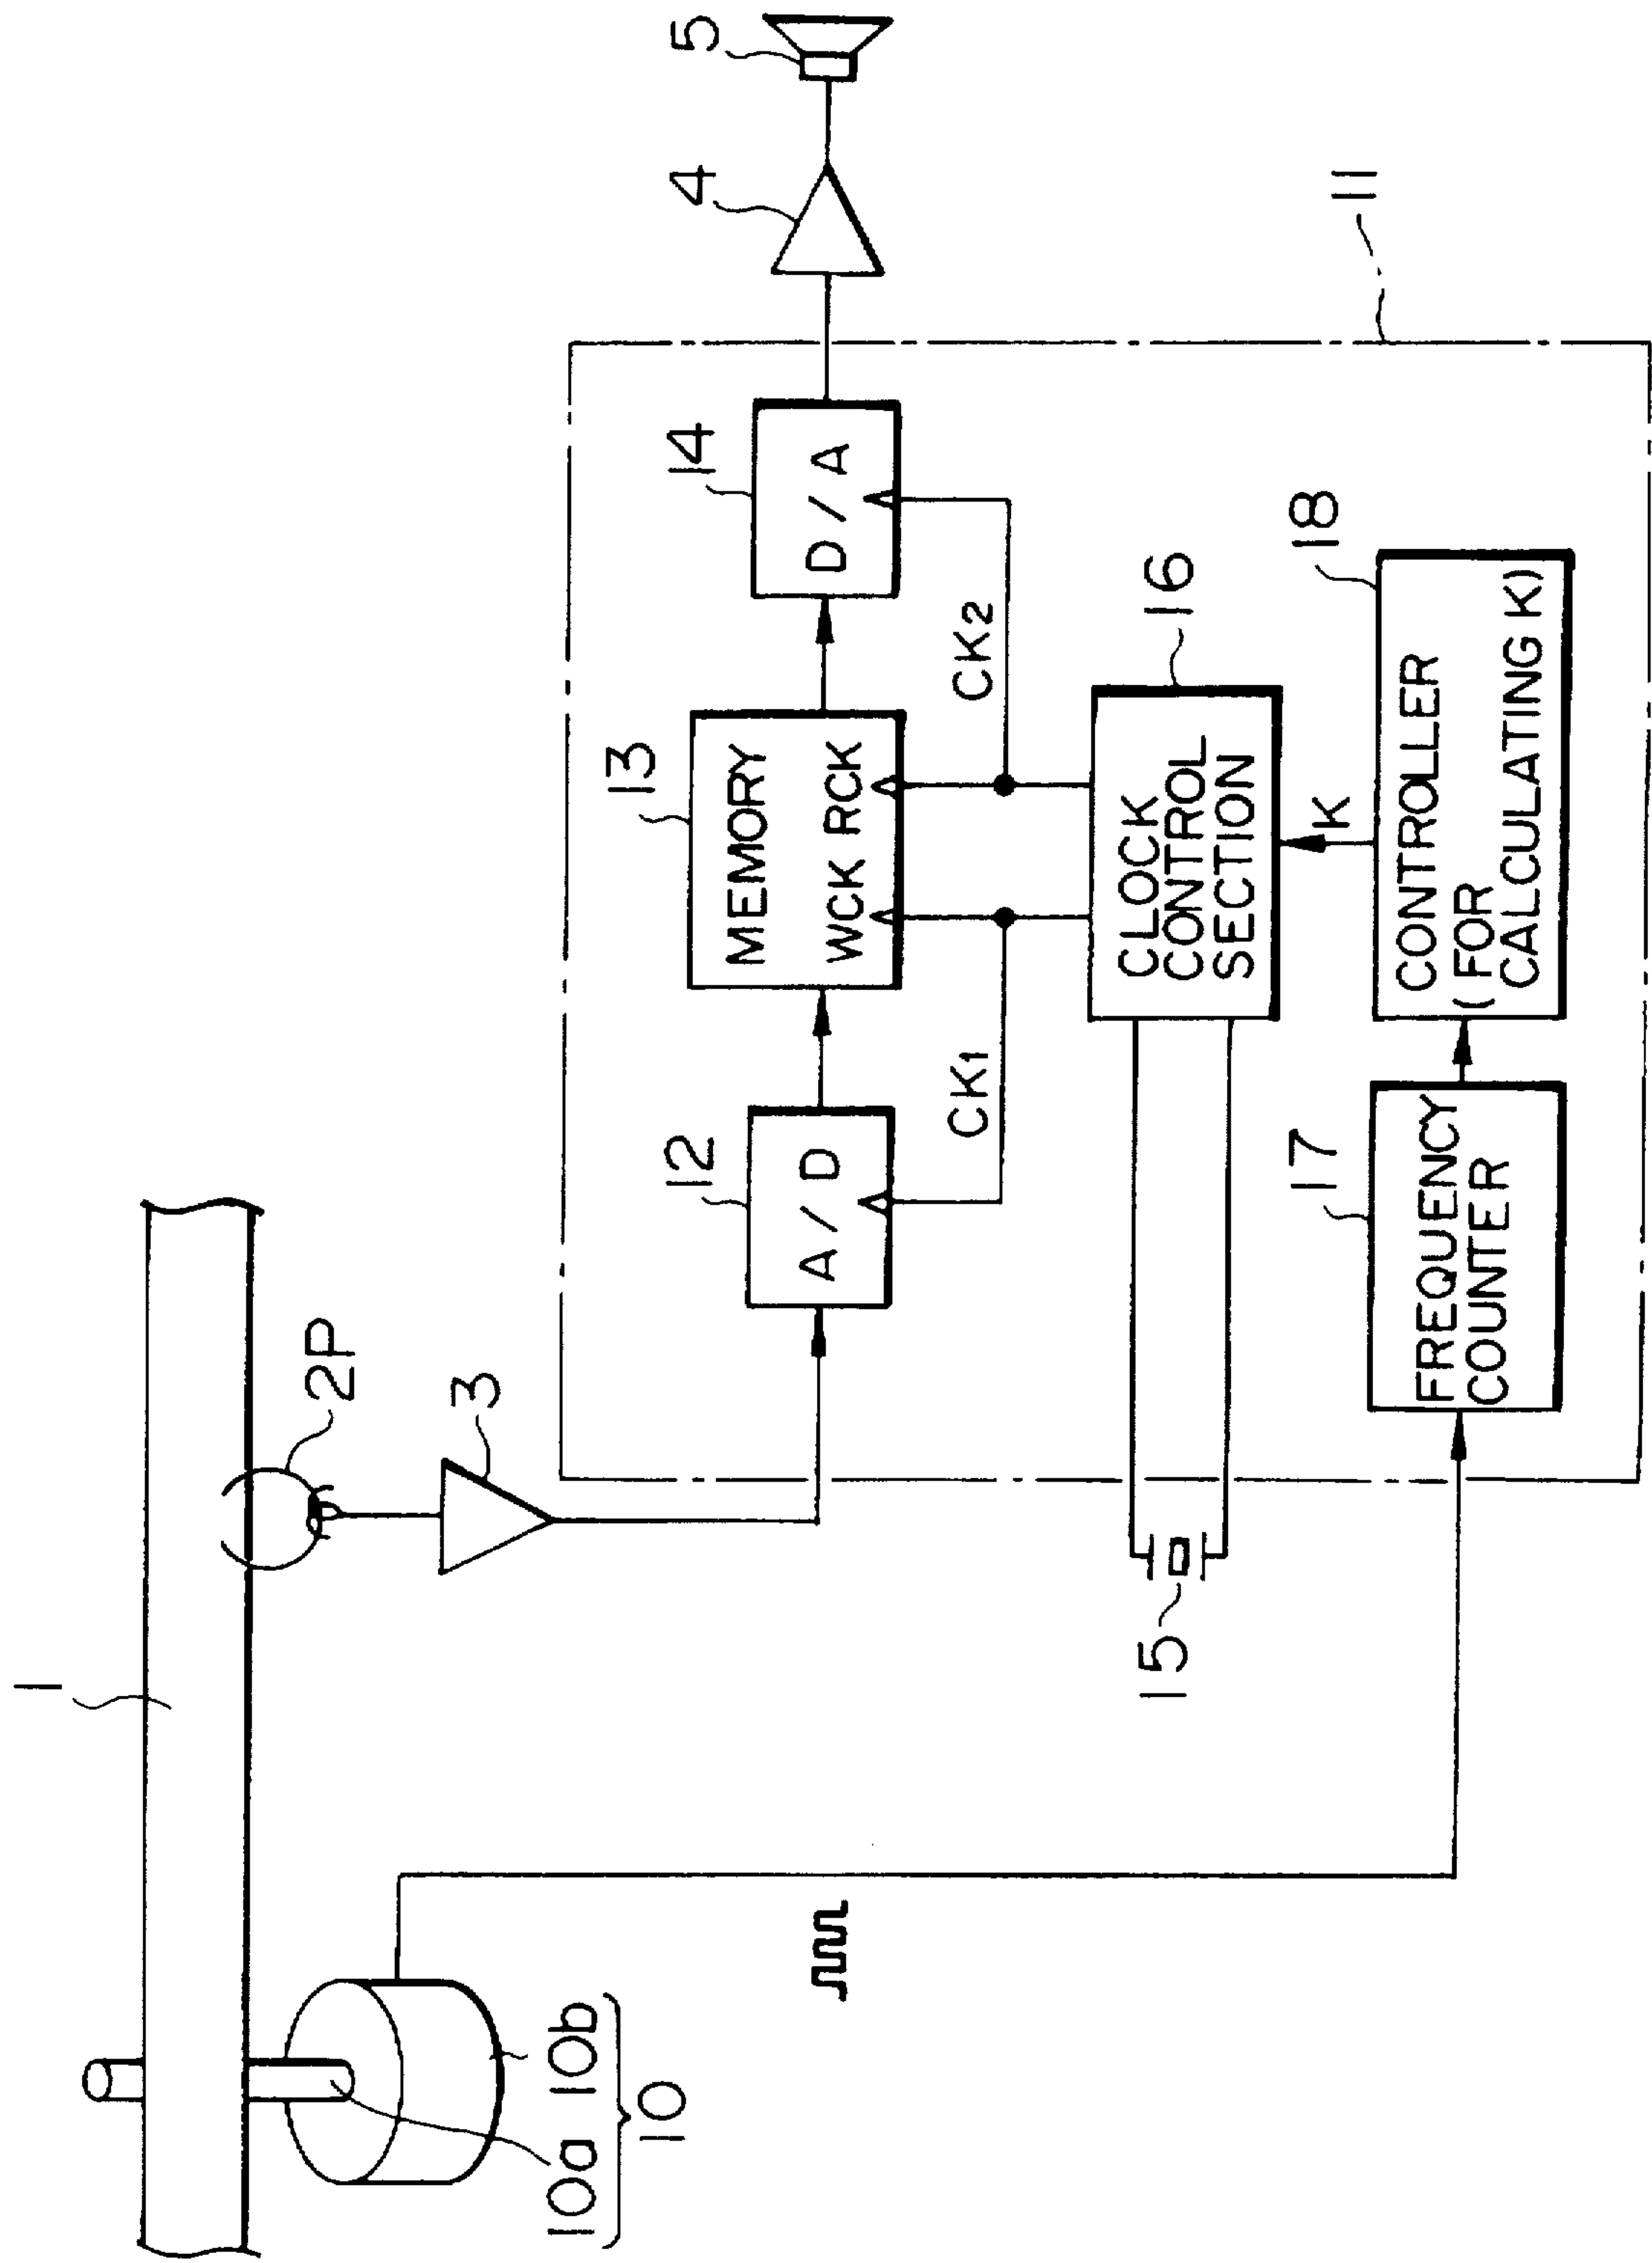 1
2P
3
4
5
10a 10b
10
11
12
A / D
13
MEMORY
WCK RCK
14
D / A
CK1
CK2
15
16
CLOCK
CONTROL
SECTION
K
17
FREQUENCY
COUNTER
18
CONTROLLER
( FOR
CALCULATING K)